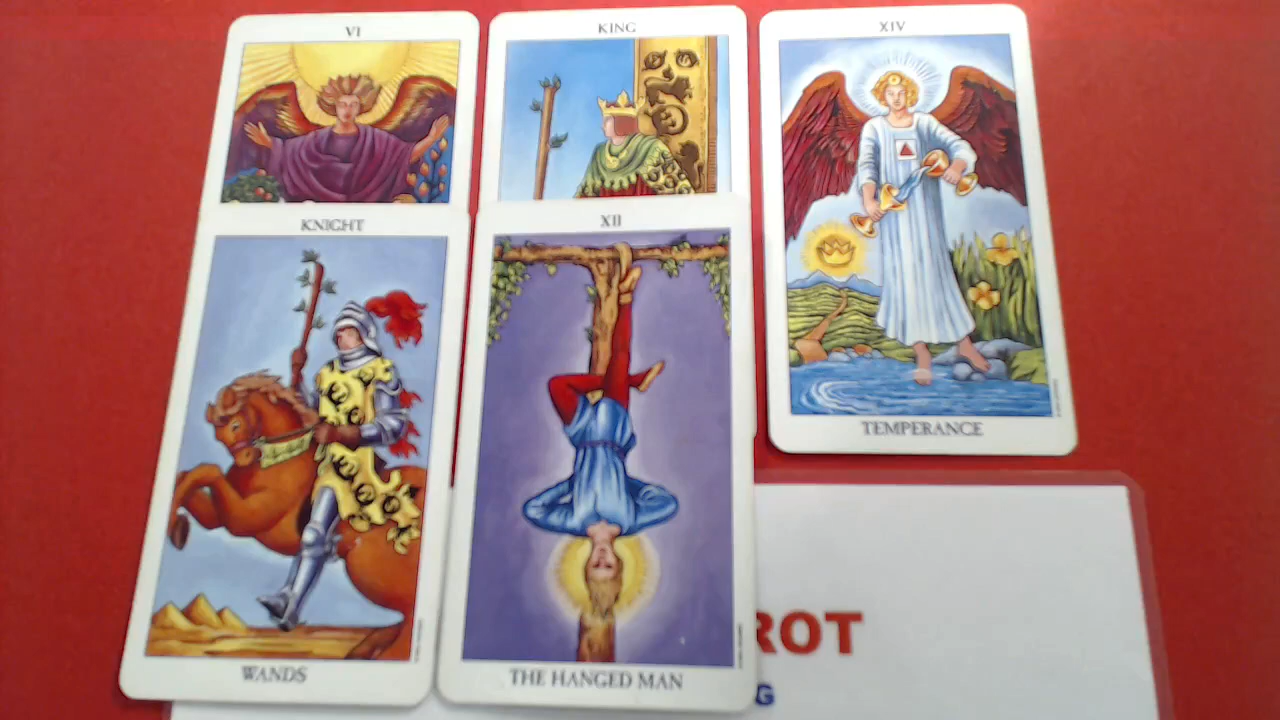 VI
KING
XIV
KNIGHT
XII
TEMPERANCE
WANDS
THE HANGED MAN
ROT
G